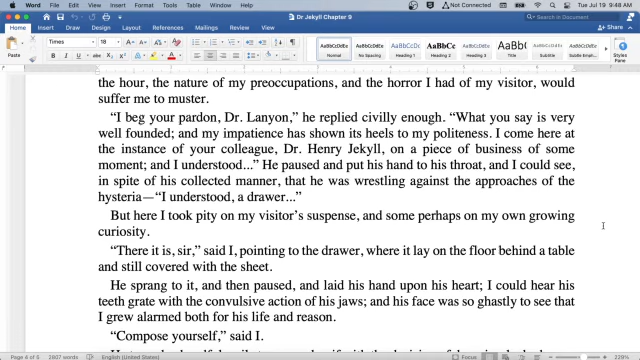 Word File Edit View Insert Format Tools Table Window Help
Not Connected
Tue Jul 19 9:48 AM
Dr Jekyll Chapter 9
Search in Document
Home Insert Draw Design Layout References Mailings Review View
Share
Paste
Times
18
Normal
No Spacing
Heading 1
Heading 2
Title
Subtitle
Subtle Emph...
Styles
Pane
the hour, the nature of my preoccupations, and the horror I had of my visitor, would
suffer me to muster.
“I beg your pardon, Dr. Lanyon,” he replied civilly enough. “What you say is very
well founded; and my impatience has shown its heels to my politeness. I come here at
the instance of your colleague, Dr. Henry Jekyll, on a piece of business of some
moment; and I understood...” He paused and put his hand to his throat, and I could see,
in spite of his collected manner, that he was wrestling against the approaches of the
hysteria—“I understood, a drawer...”
But here I took pity on my visitor’s suspense, and some perhaps on my own growing
curiosity.
“There it is, sir,” said I, pointing to the drawer, where it lay on the floor behind a table
and still covered with the sheet.
He sprang to it, and then paused, and laid his hand upon his heart; I could hear his
teeth grate with the convulsive action of his jaws; and his face was so ghastly to see that
I grew alarmed both for his life and reason.
“Compose yourself,” said I.
Page 4 of 5 2807 words English (United States)
229%